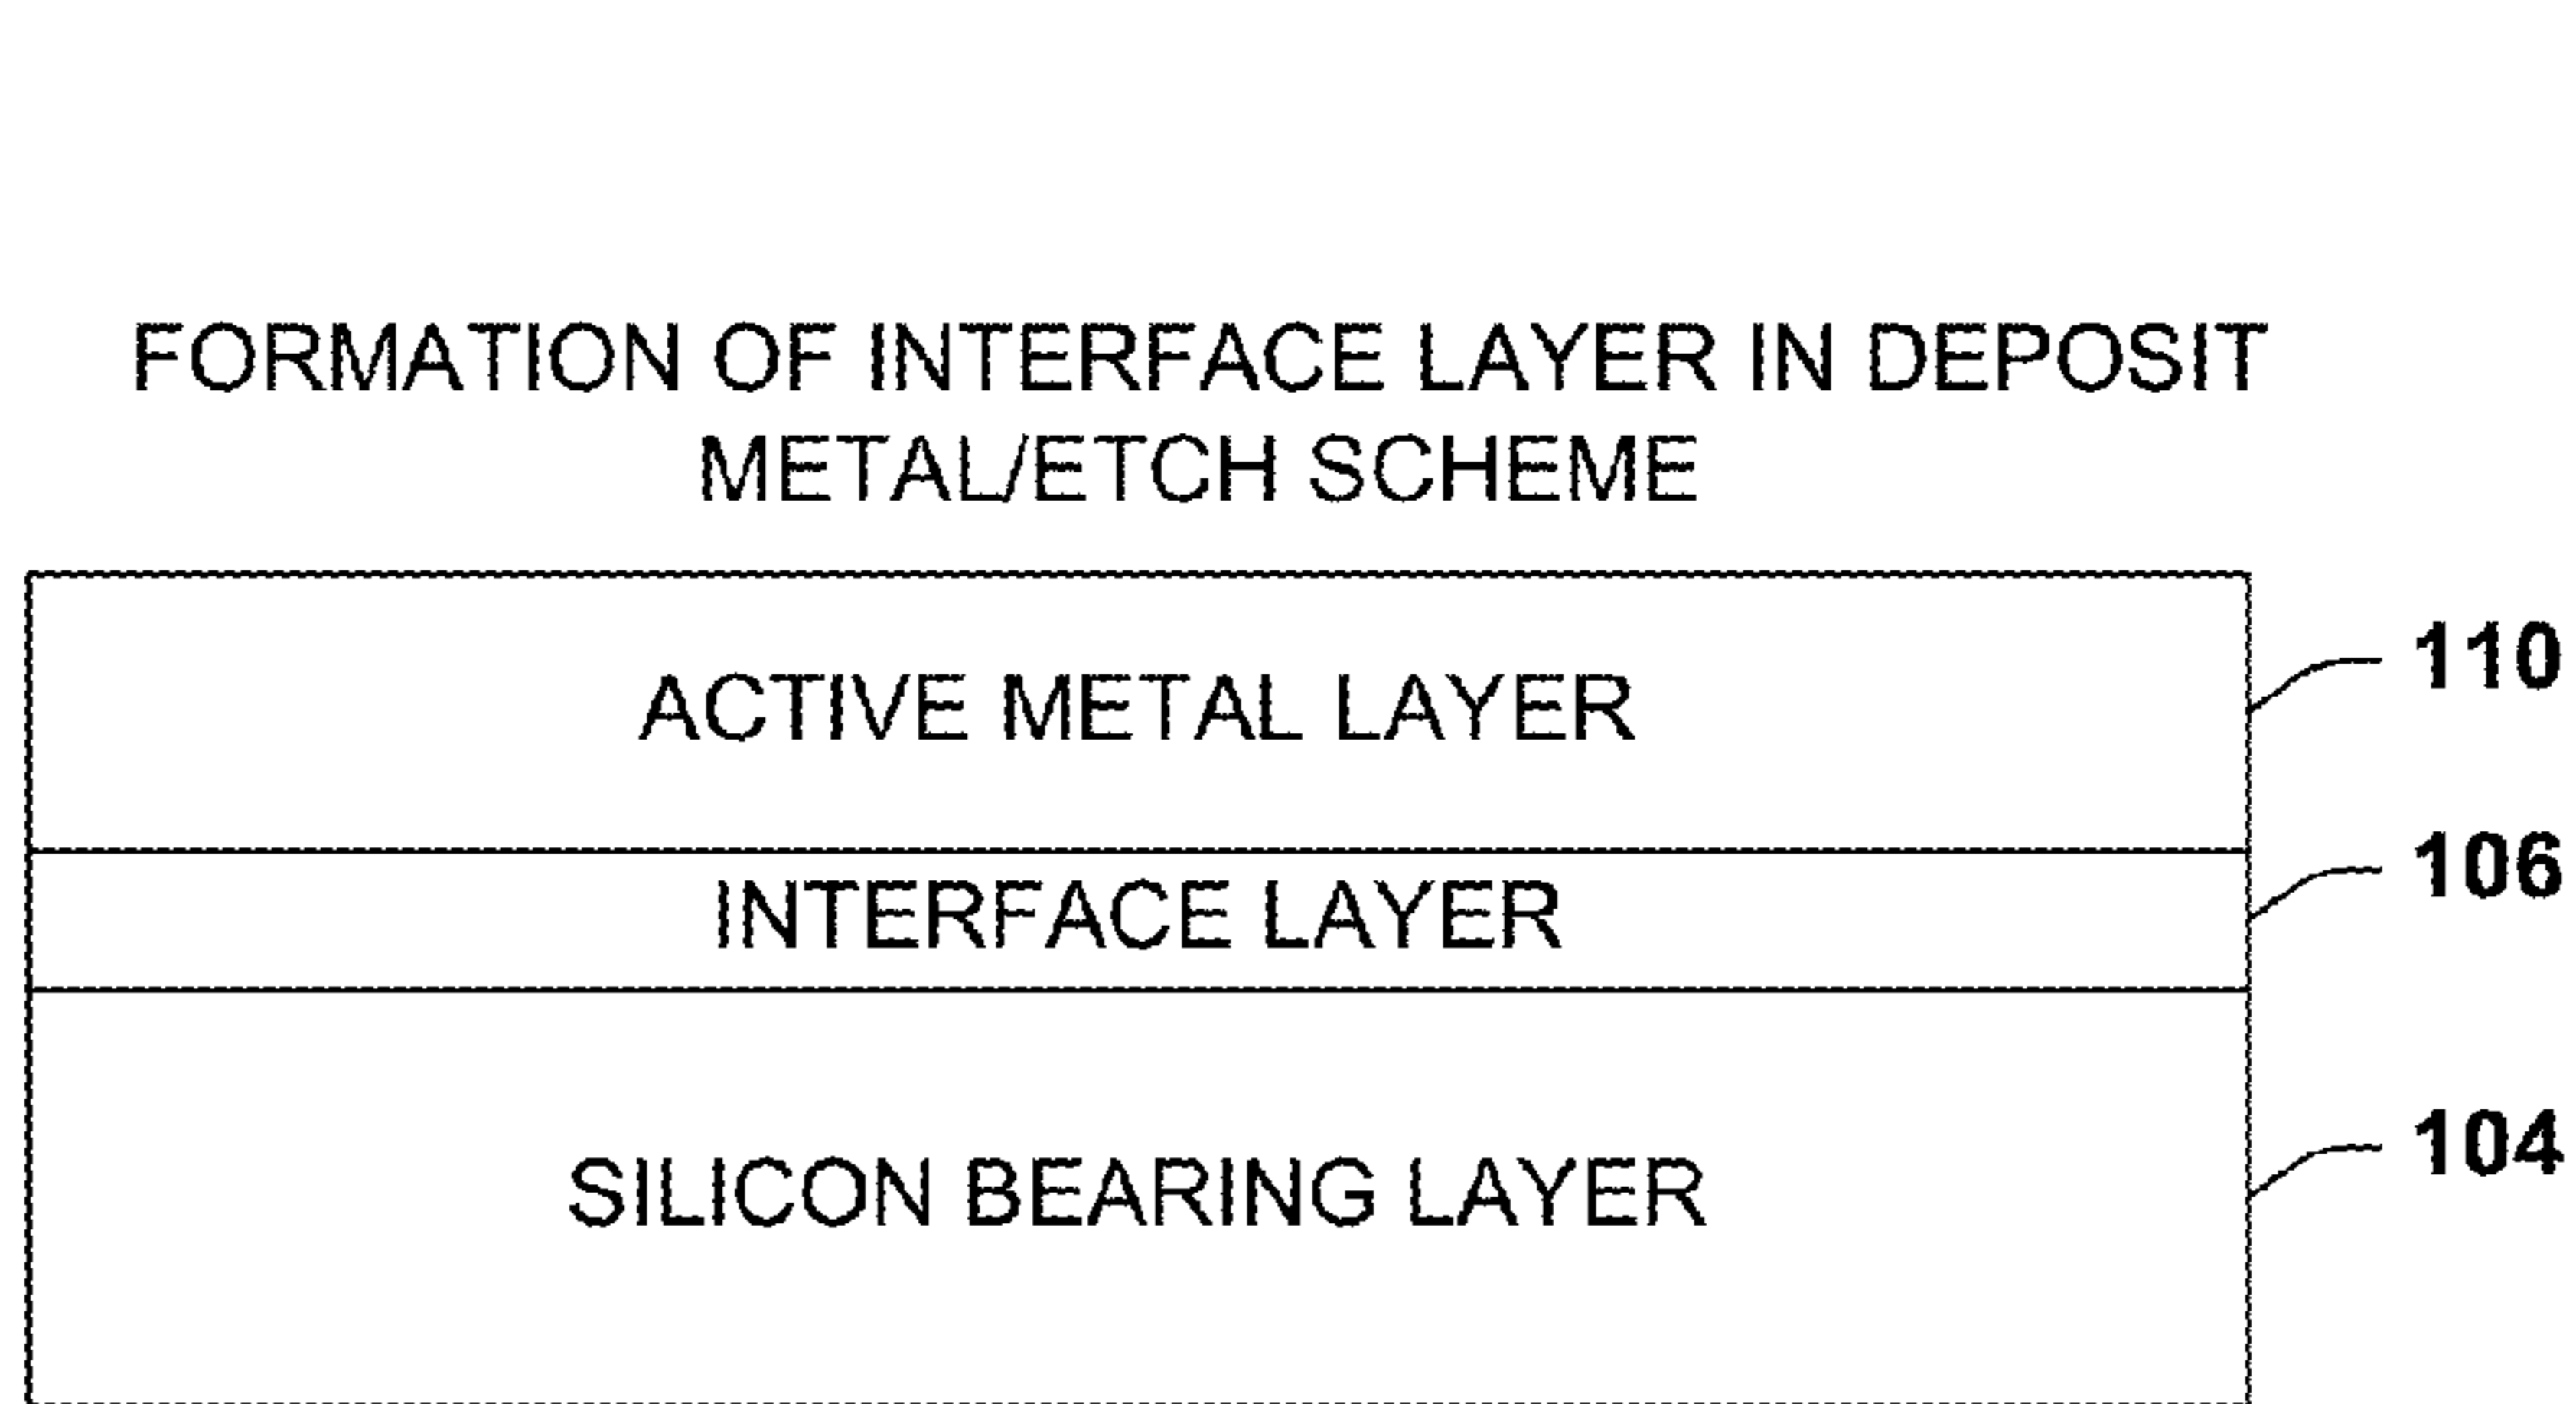 FORMATION OF INTERFACE LAYER IN DEPOSIT
METAL/ETCH SCHEME
ACTIVE METAL LAYER
110
INTERFACE LAYER
106
SILICON BEARING LAYER
104